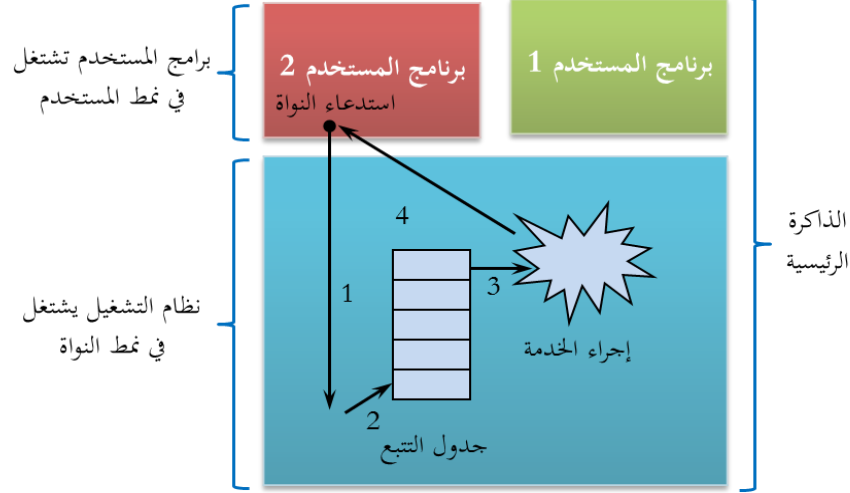 برنامج المستخدم 1
برنامج المستخدم 2
استدعاء النواة
برامج المستخدم تشتغل
في نمط المستخدم
الذاكرة
الرئيسية
4
3
1
إجراء الخدمة
نظام التشغيل يشتغل
في نمط النواة
2
جدول التتبع